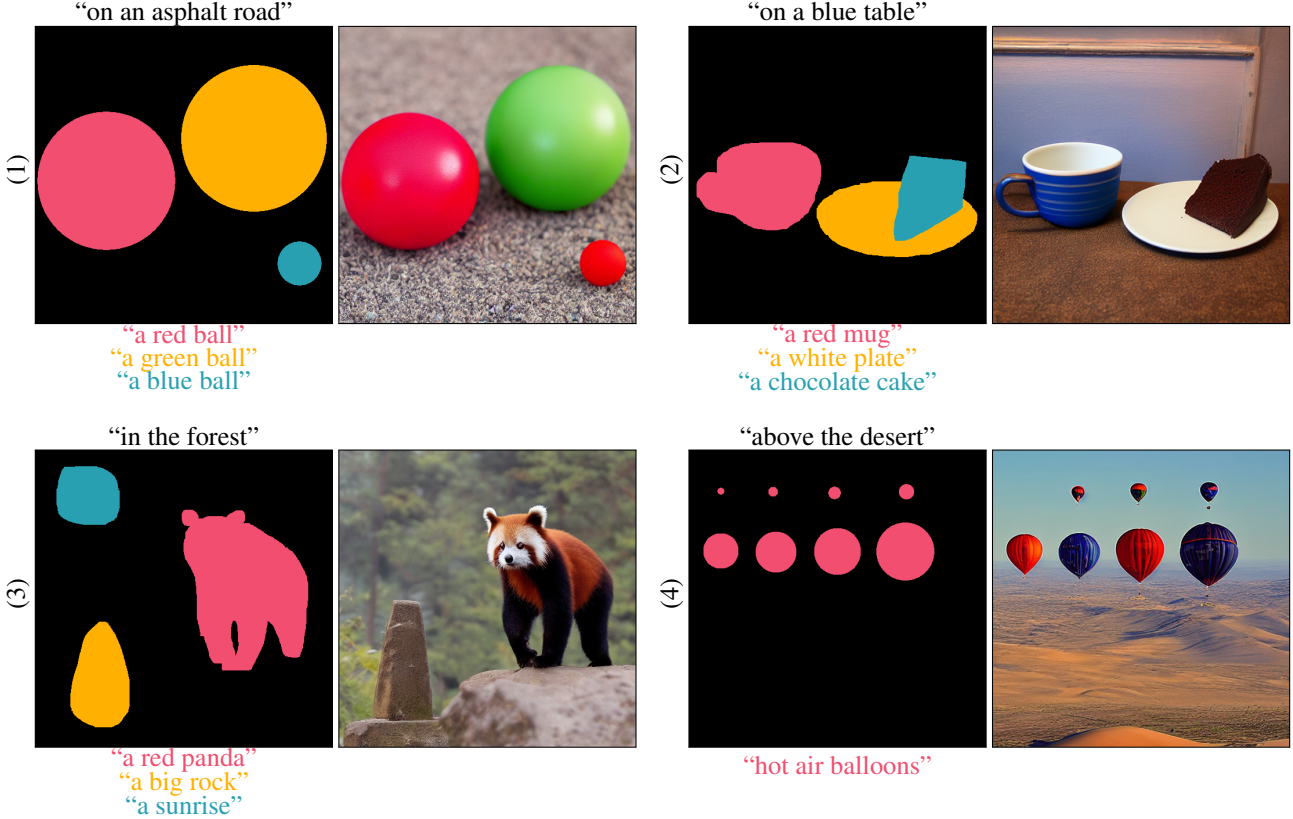 “on an asphalt road”
“on a blue table”
(1)
(2)
“a red ball”
“a green ball”
“a blue ball”
“a red mug”
“a white plate”
“a chocolate cake”
“in the forest”
“above the desert”
(3)
(4)
“a red panda”
“a big rock”
“a sunrise”
“hot air balloons”